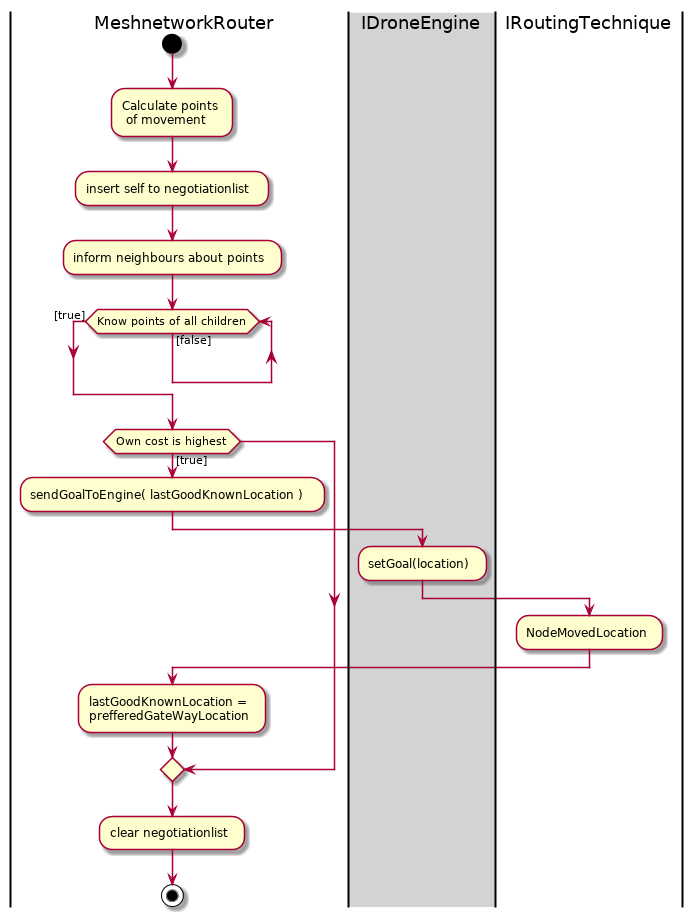 MeshnetworkRouter
IDroneEngine
IRoutingTechnique
Calculate points
of movement
insert self to negotiationlist
inform neighbours about points
[true]
Know points of all children
[false]
Own cost is highest
[true]
sendGoalToEngine( lastGoodKnownLocation )
setGoal(location)
NodeMovedLocation
lastGoodKnownLocation =
prefferedGateWayLocation
clear negotiationlist